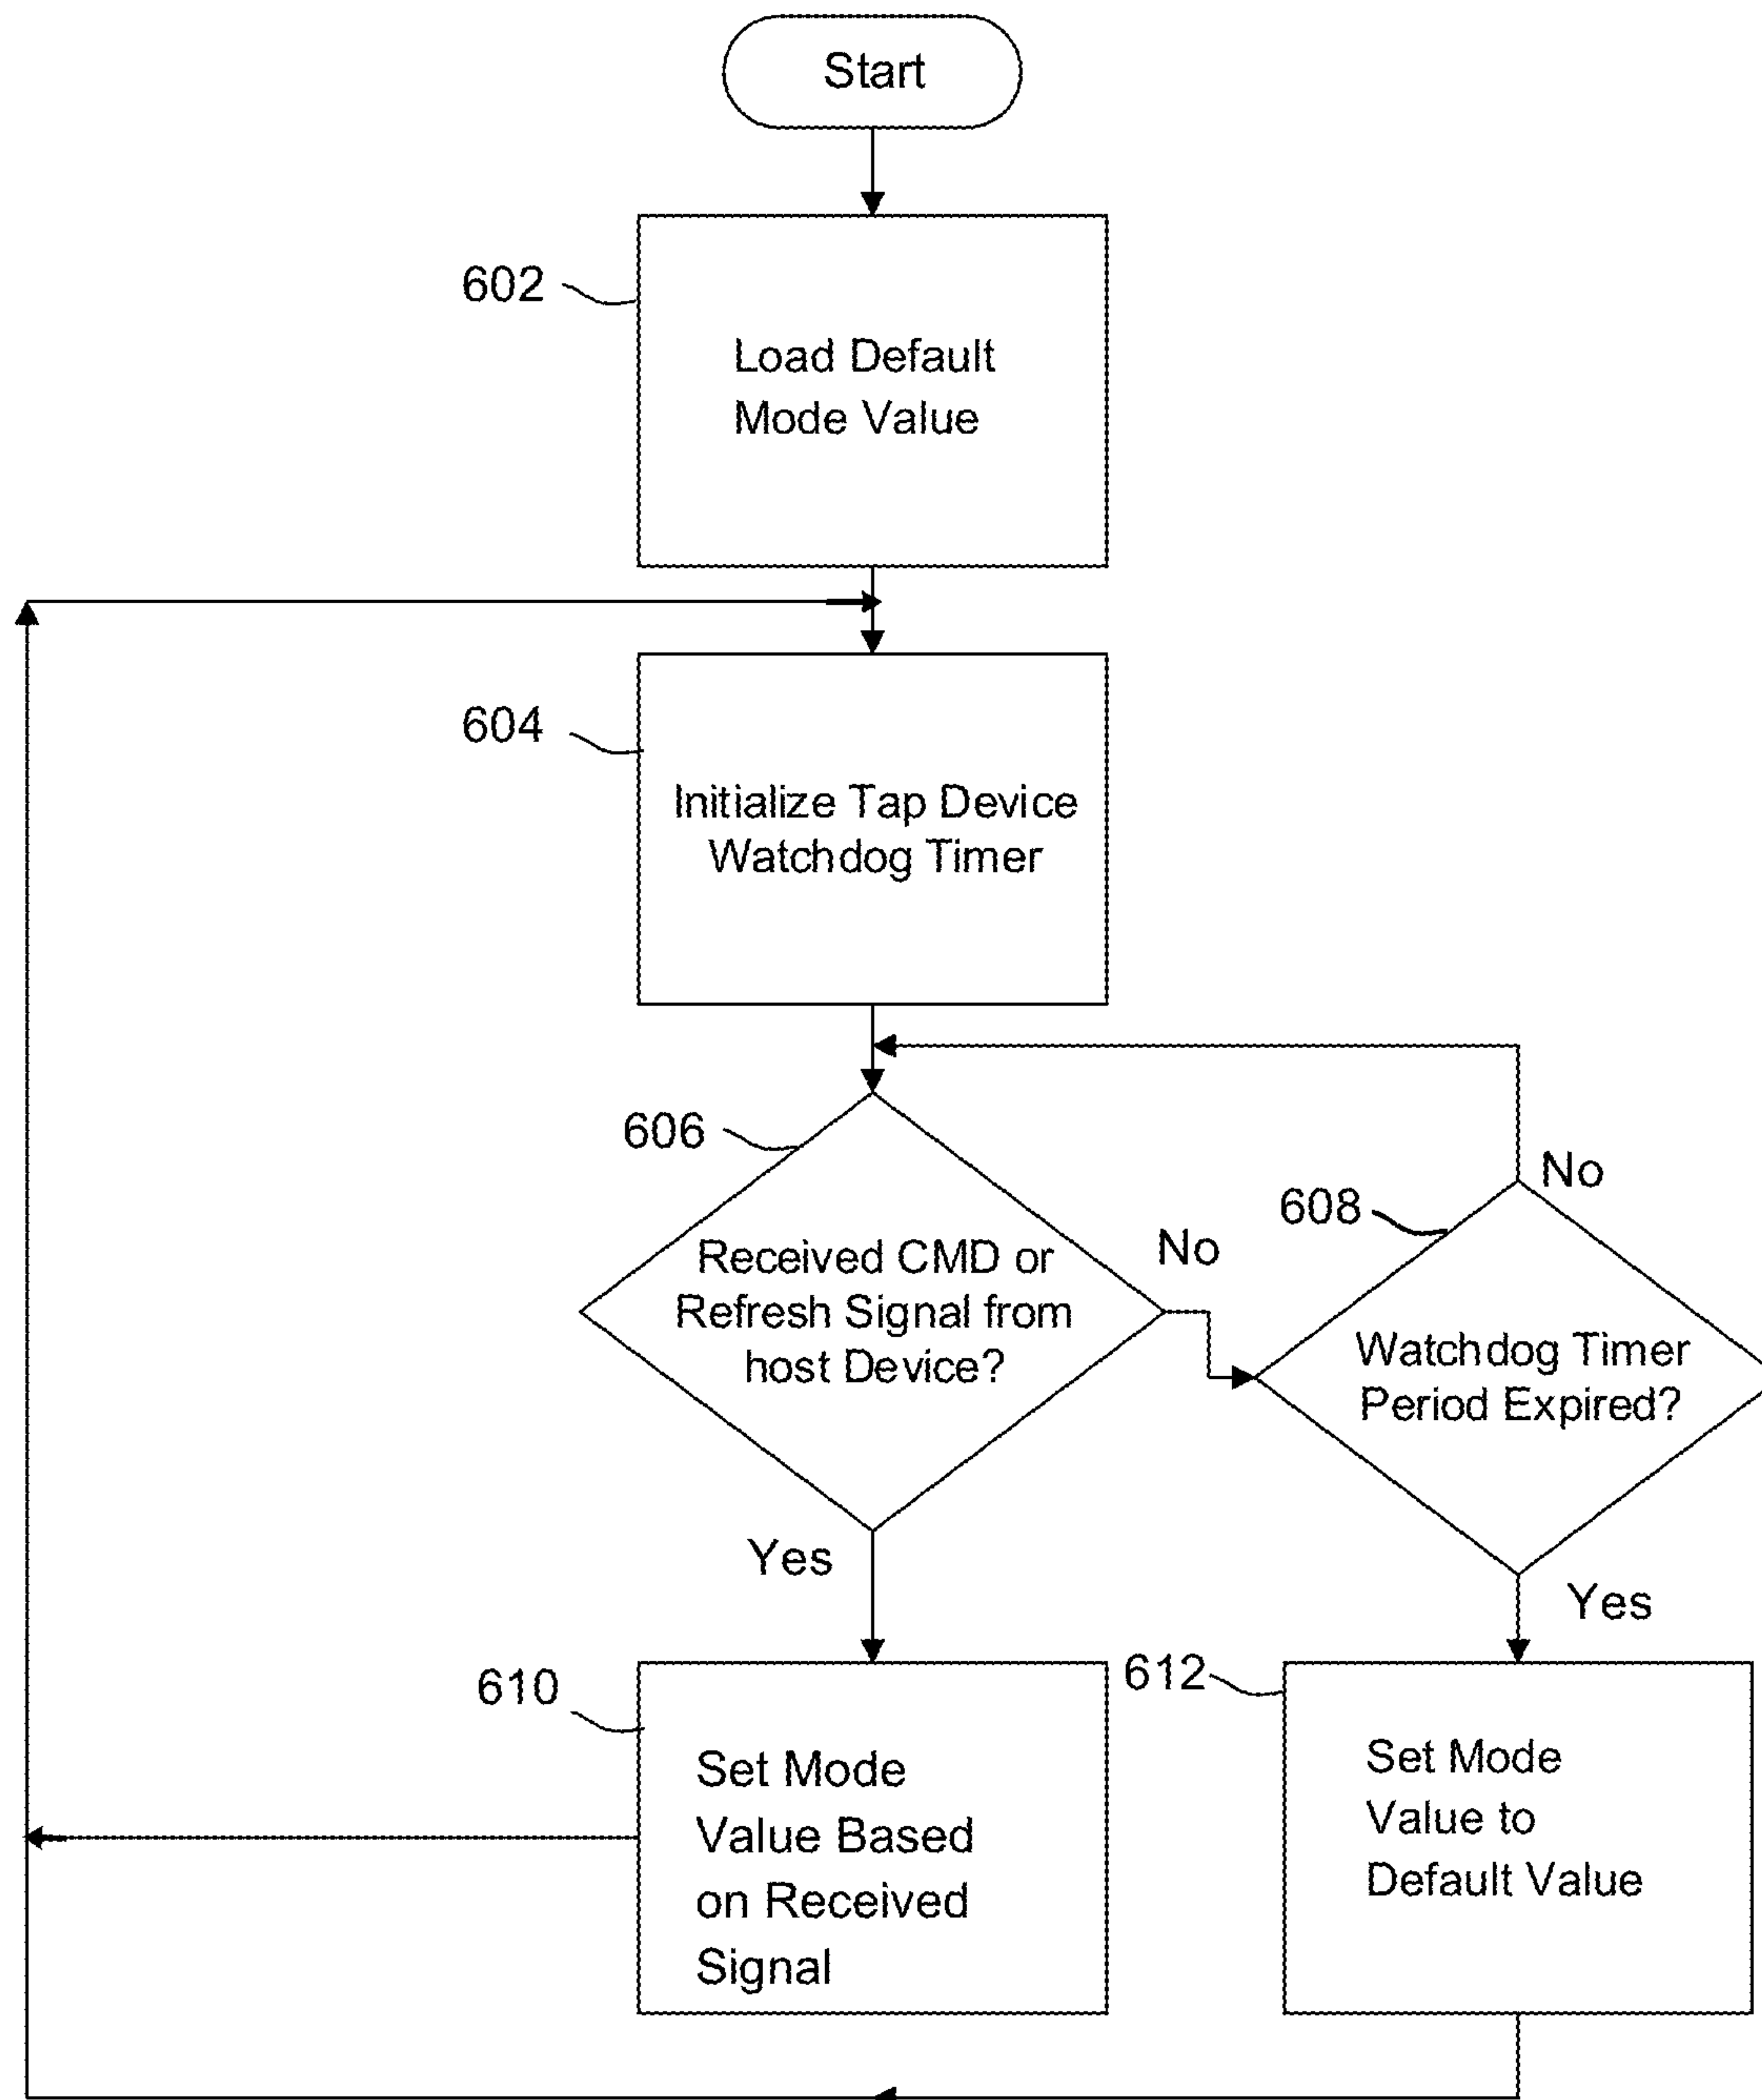 Start
602
Load Default
Mode Value
604
Initialize Tap Device
Watchdog Timer
606
Received CMD or
Refresh Signal from
host Device?
No
608
No
Watchdog Timer
Period Expired?
Yes
Yes
610
Set Mode
Value Based
on Received
Signal
612
Set Mode
Value to
Default Value